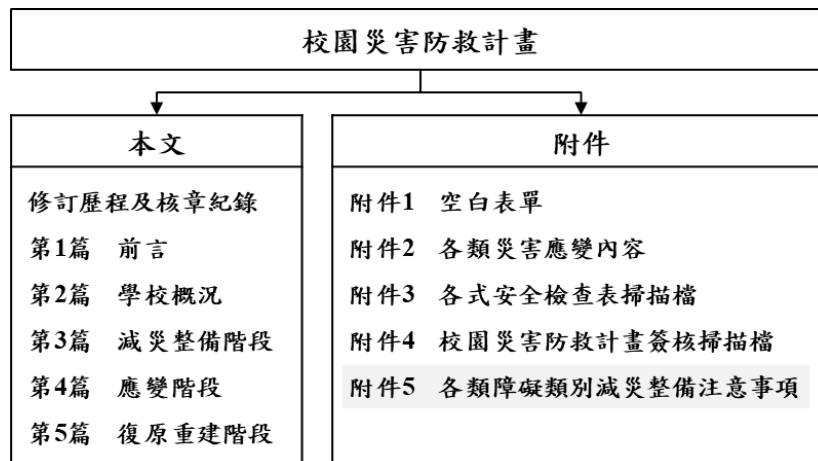 校園災害防救計畫
本文
修訂歷程及核章紀錄
第1篇 前言
第2篇 學校概況
第3篇 減災整備階段
第4篇 應變階段
第5篇 復原重建階段
附件
附件1 空白表單
附件2 各類災害應變內容
附件3 各式安全檢查表掃描檔
附件4 校園災害防救計畫簽核掃描檔
附件5 各類障礙類別減災整備注意事項